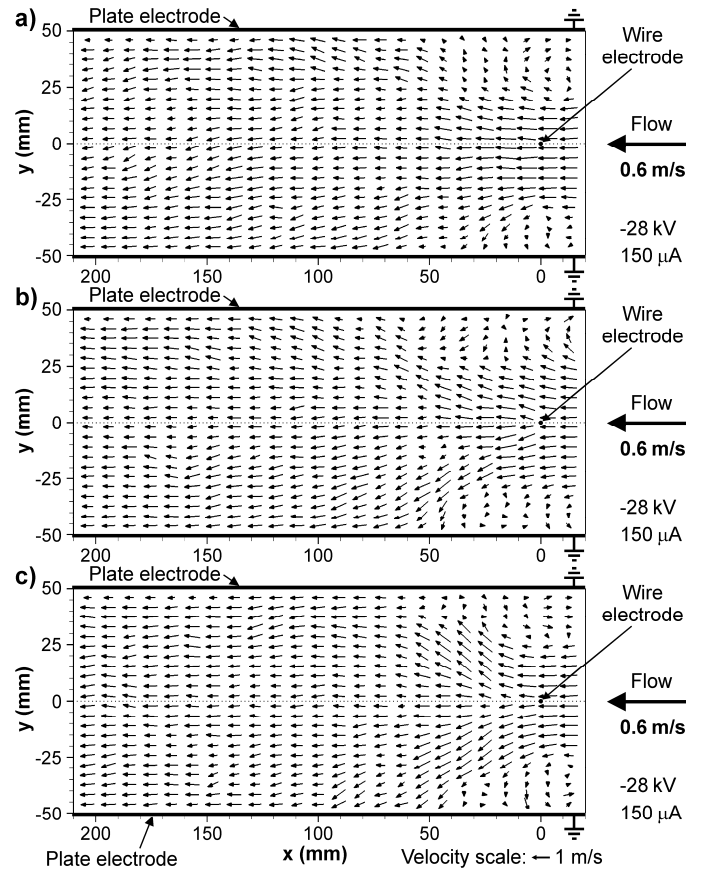 a)
Plate electrode
50
25
0
-25
-50
y (mm)
200
150
100
50
0
Wire
electrode
Flow
0.6 m/s
-28 kV
150 μA
b)
Plate electrode
50
25
0
-25
-50
y (mm)
200
150
100
50
0
Wire
electrode
Flow
0.6 m/s
-28 kV
150 μA
c)
Plate electrode
50
25
0
-25
-50
y (mm)
200
150
100
50
0
Wire
electrode
Flow
0.6 m/s
-28 kV
150 μA
Plate electrode
x (mm)
Velocity scale: 1 m/s